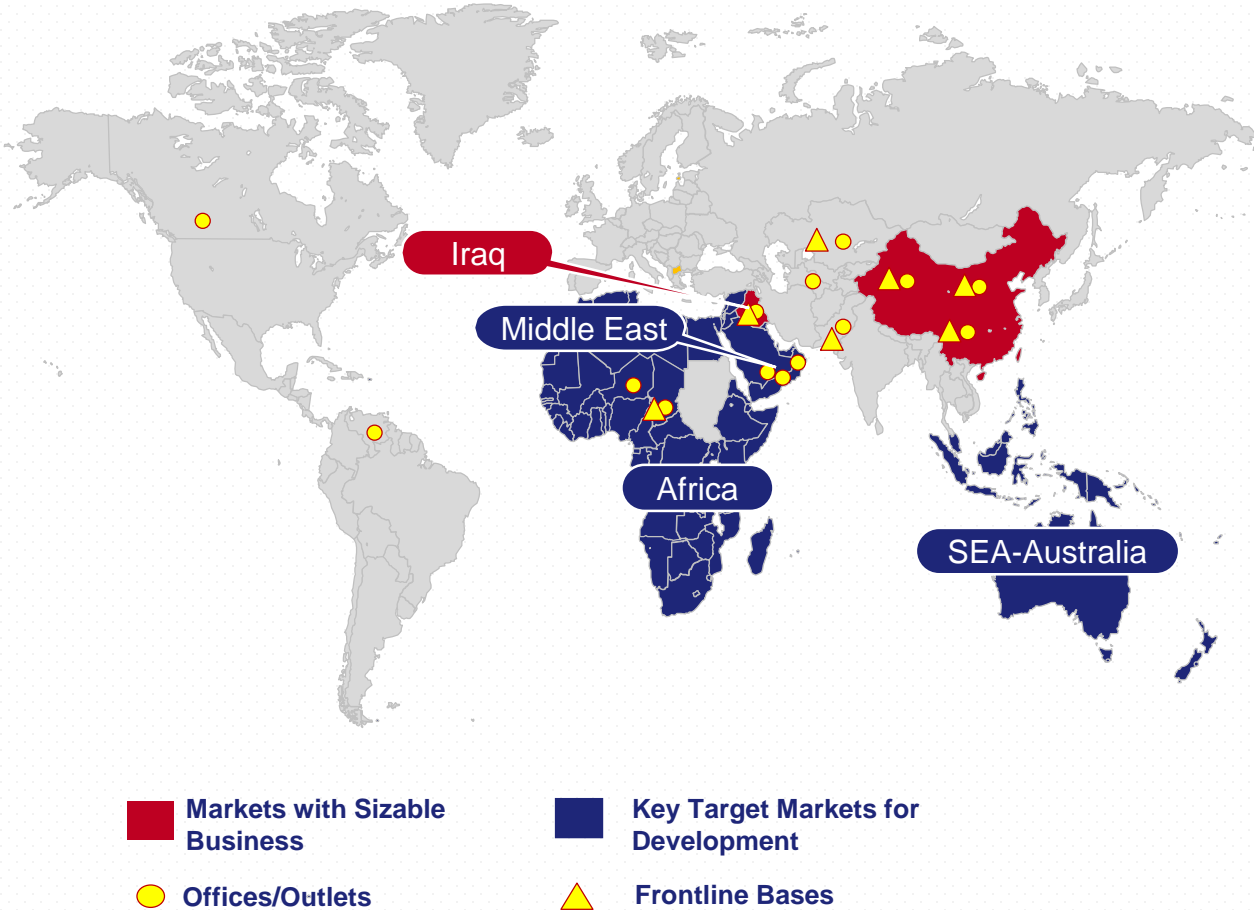 Iraq
Middle East
Africa
SEA-Australia
Markets with Sizable
Business
Key Target Markets for
Development
Offices/Outlets
Frontline Bases